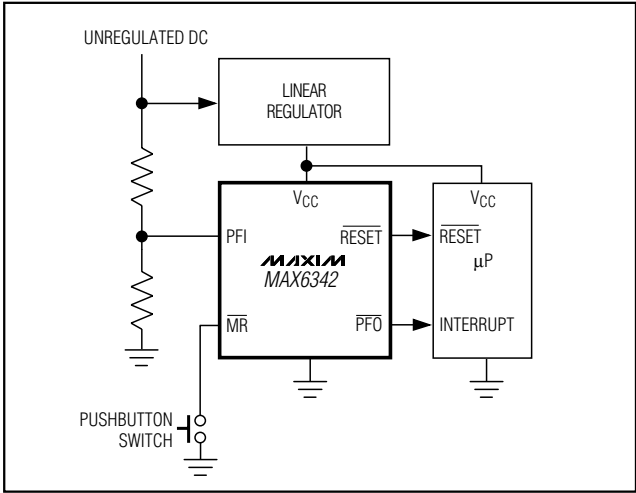 UNREGULATED DC
LINEAR
REGULATOR
VCC
VCC
PFI
RESET
RESET
MAXIM
MAX6342
μP
MR
PFO
INTERRUPT
PUSHBUTTON
SWITCH